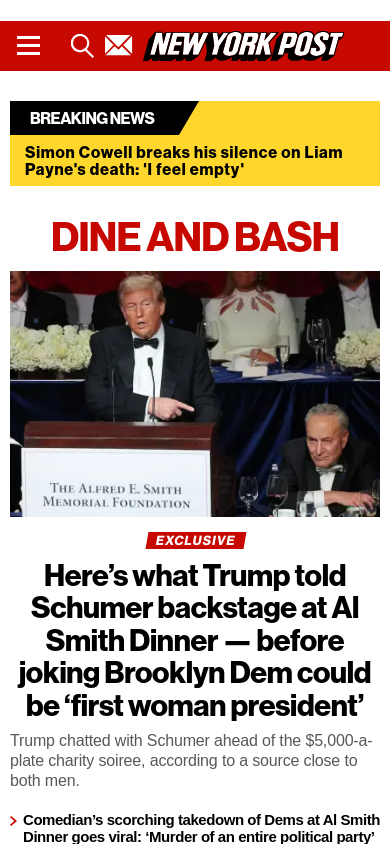 NEW YORK POST
BREAKING NEWS
Simon Cowell breaks his silence on Liam
Payne's death: 'I feel empty'
DINE AND BASH
THE ALFRED E. SMITH
MEMORIAL FOUNDATION
EXCLUSIVE
Here’s what Trump told
Schumer backstage at Al
Smith Dinner — before
joking Brooklyn Dem could
be ‘first woman president’
Trump chatted with Schumer ahead of the $5,000-a-
plate charity soiree, according to a source close to
both men.
Comedian’s scorching takedown of Dems at Al Smith
Dinner goes viral: ‘Murder of an entire political party’